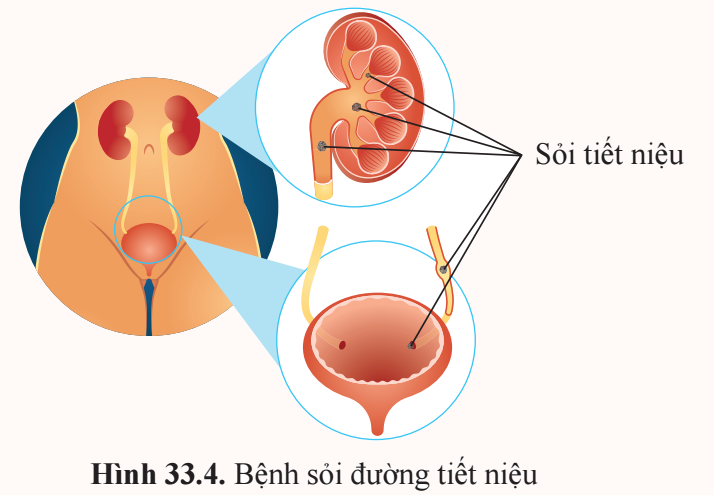 Sỏi tiết niệu
Hình 33.4. Bệnh sỏi đường tiết niệu